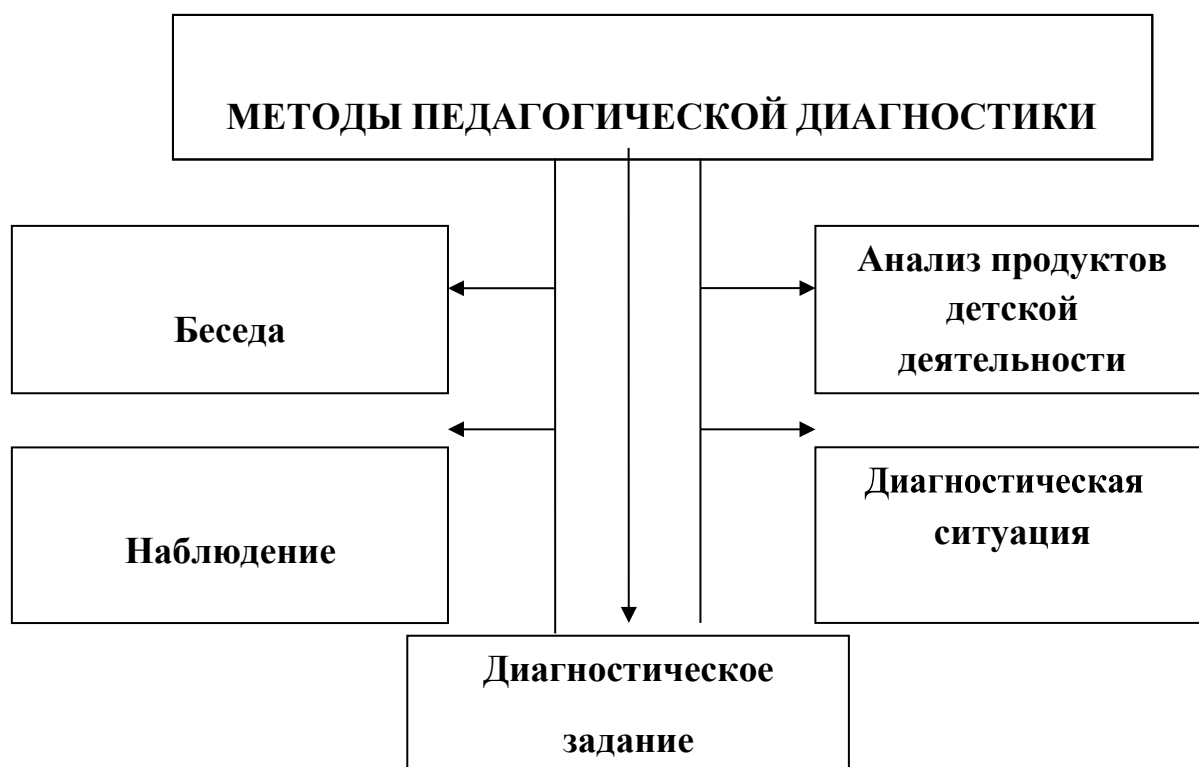 МЕТОДЫ ПЕДАГОГИЧЕСКОЙ ДИАГНОСТИКИ
Беседа
Анализ продуктов
детской
деятельности
Наблюдение
Диагностическая
ситуация
Диагностическое
задание